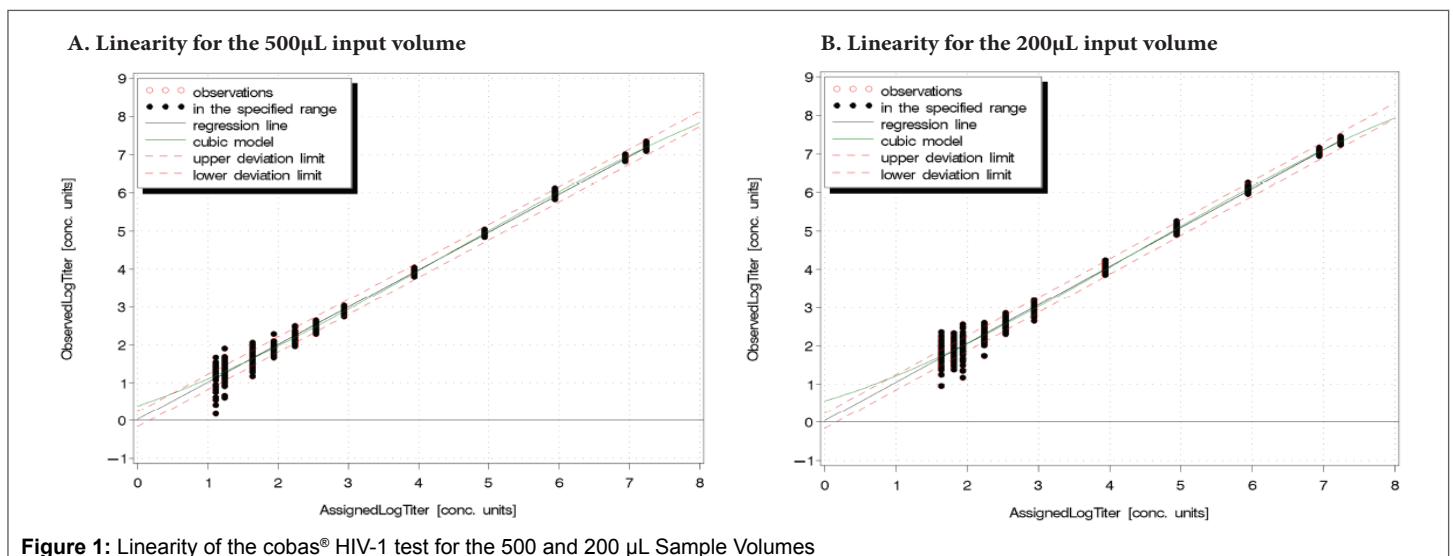 A. Linearity for the 500µL input volume
observations
in the specified range
regression line
cubic model
upper deviation limit
lower deviation limit
9
8
7
6
5
4
3
2
1
0
−1
ObservedLogTiter [conc. units]
0 1 2 3 4 5 6 7 8
AssignedLogTiter [conc. units]
B. Linearity for the 200µL input volume
observations
in the specified range
regression line
cubic model
upper deviation limit
lower deviation limit
9
8
7
6
5
4
3
2
1
0
−1
ObservedLogTiter [conc. units]
0 1 2 3 4 5 6 7 8
AssignedLogTiter [conc. units]
Figure 1: Linearity of the cobas® HIV-1 test for the 500 and 200 µL Sample Volumes